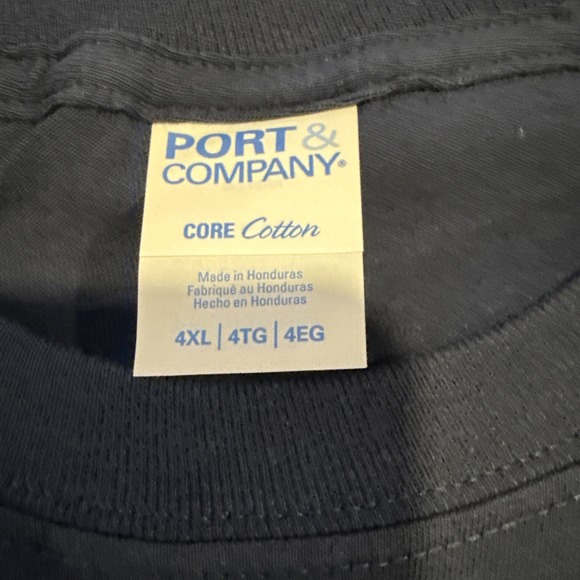 PORT &
COMPANY®
CORE Cotton
Made in Honduras
Fabriqué au Honduras
Hecho en Honduras
4XL | 4TG | 4EG